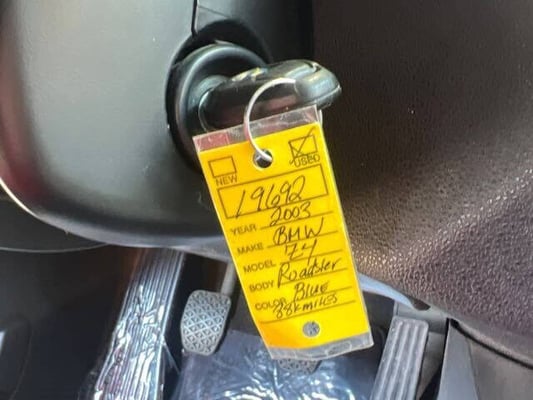 NEW USED
L9692
YEAR 2003
MAKE BMW
MODEL Z4
BODY Roadster
COLOR Blue
88K MILES